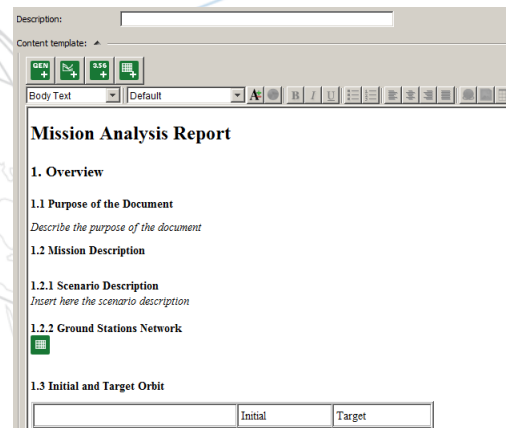 Description:
Content template:
GEN 3.56
Body Text Default A B I U
Mission Analysis Report
1. Overview
1.1 Purpose of the Document
Describe the purpose of the document
1.2 Mission Description
1.2.1 Scenario Description
Insert here the scenario description
1.2.2 Ground Stations Network
1.3 Initial and Target Orbit
Initial Target